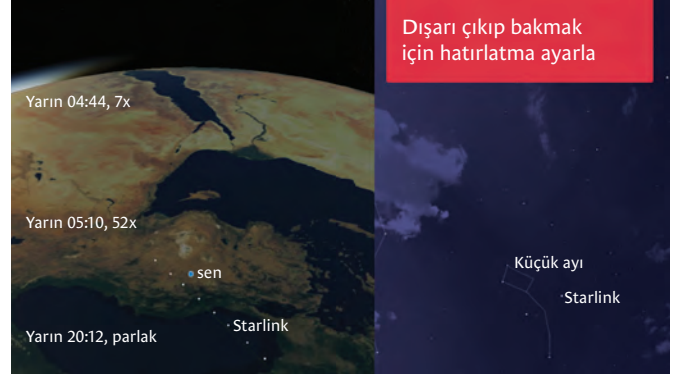 Dışarı çıkıp bakmak
için hatırlatma ayarla
Yarın 04:44, 7x
Yarın 05:10, 52x
sen
Starlink
Yarın 20:12, parlak
Küçük ayı
Starlink